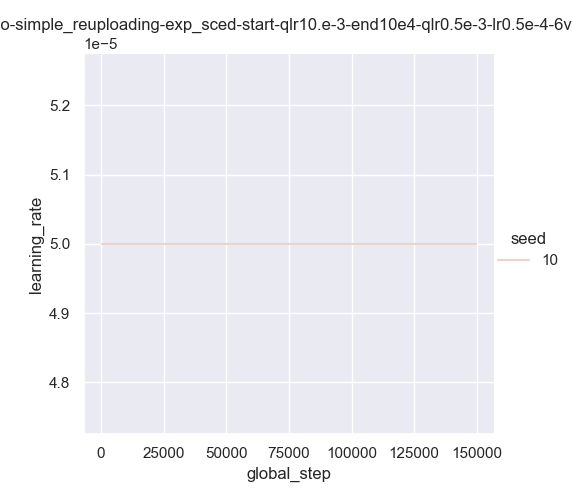 o-simple_reuploading-exp_sced-start-qlr10.e-3-end10e4-qlr0.5e-3-lr0.5e-4-6v
1e−5
5.2
5.1
5.0
4.9
4.8
learning_rate
0
25000
50000
75000
100000
125000
150000
global_step
seed
10